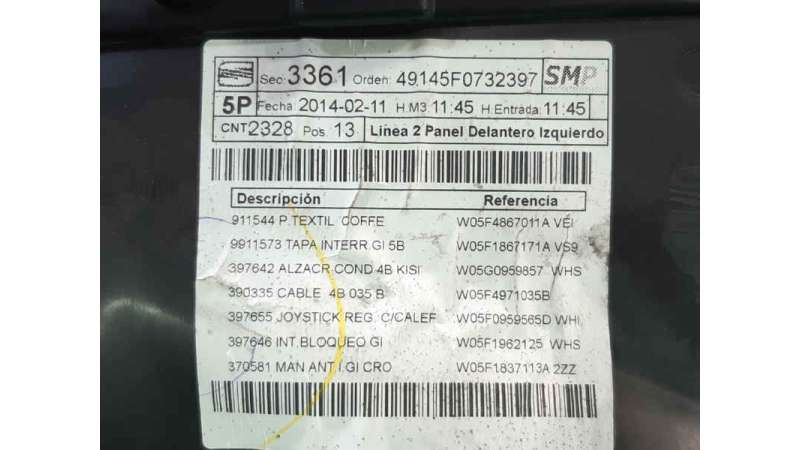 Sec: 3361 Orden: 49145F0732397 SMP
5P Fecha: 2014-02-11 H.M3: 11:45 H.Entrada: 11:45
CNT: 2328 Pos: 13 Línea 2 Panel Delantero Izquierdo
Descripción Referencia
911544 P.TEXTIL COFFE W05F4867011A VEI
9911573 TAPA INTERR.GI 5B W05F1867171A VS9
397642 ALZACR.COND.4B KISI W05G0959857 WHS
390335 CABLE 4B 035 B W05F4971035B
397655 JOYSTICK REG. C/CALEF W05F0959565D WHI
397646 INT.BLOQUEO GI W05F1962125 WHS
370581 MAN ANT I.GI CRO W05F1837113A 2ZZ